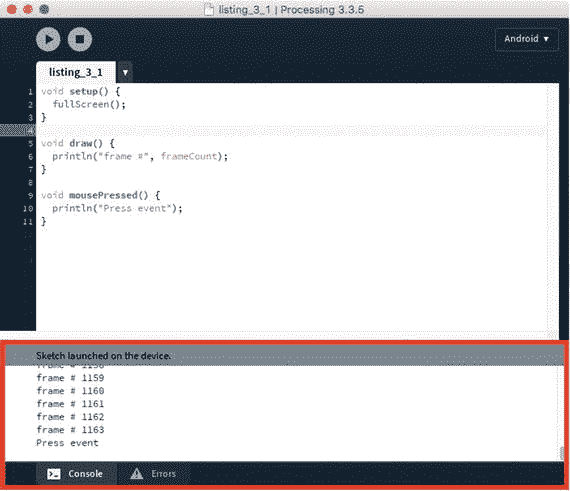 listing_3_1 | Processing 3.3.5
Android ▼
listing_3_1 ▼
1 void setup() {
2 fullScreen();
3 }
4
5 void draw() {
6 println("frame #", frameCount);
7 }
8
9 void mousePressed() {
10 println("Press event");
11 }
Sketch launched on the device.
frame # 1158
frame # 1159
frame # 1160
frame # 1161
frame # 1162
frame # 1163
Press event
Console
Errors